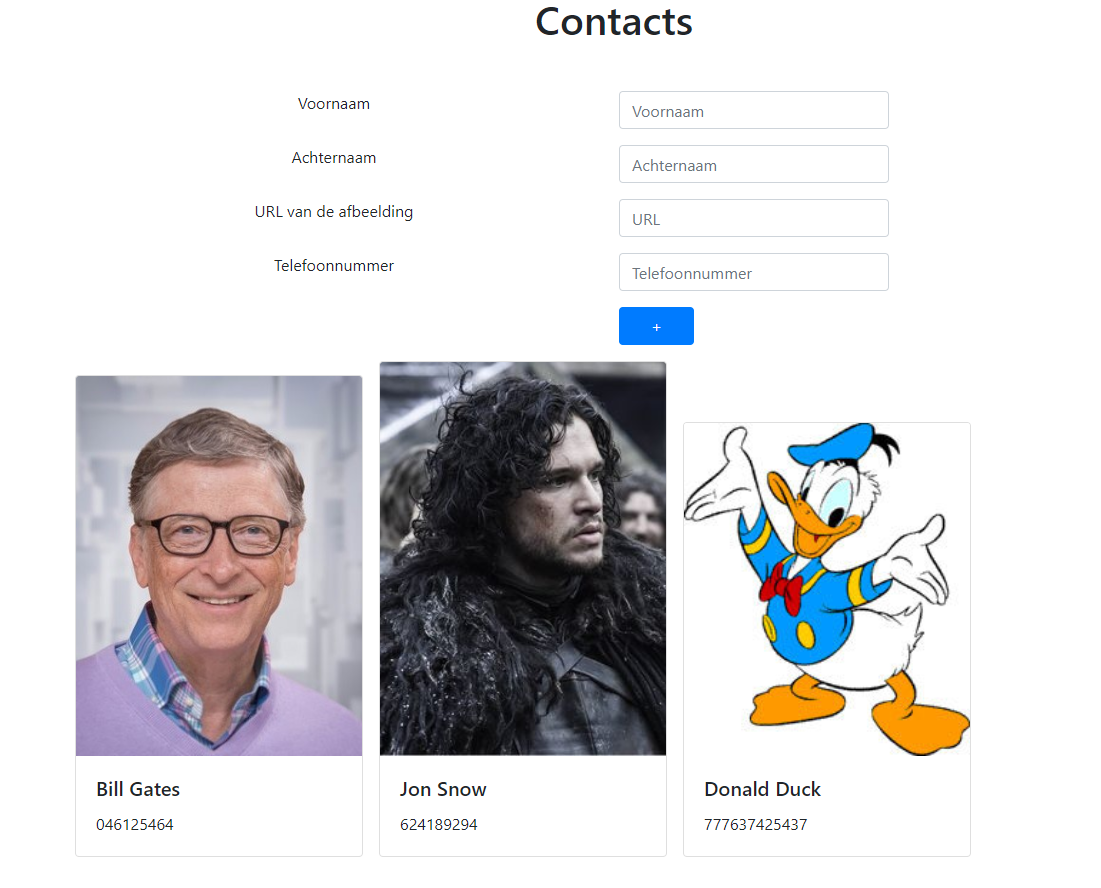 Contacts
Voornaam
Voornaam
Achternaam
Achternaam
URL van de afbeelding
URL
Telefoonnummer
Telefoonnummer
+
Bill Gates
046125464
Jon Snow
624189294
Donald Duck
777637425437